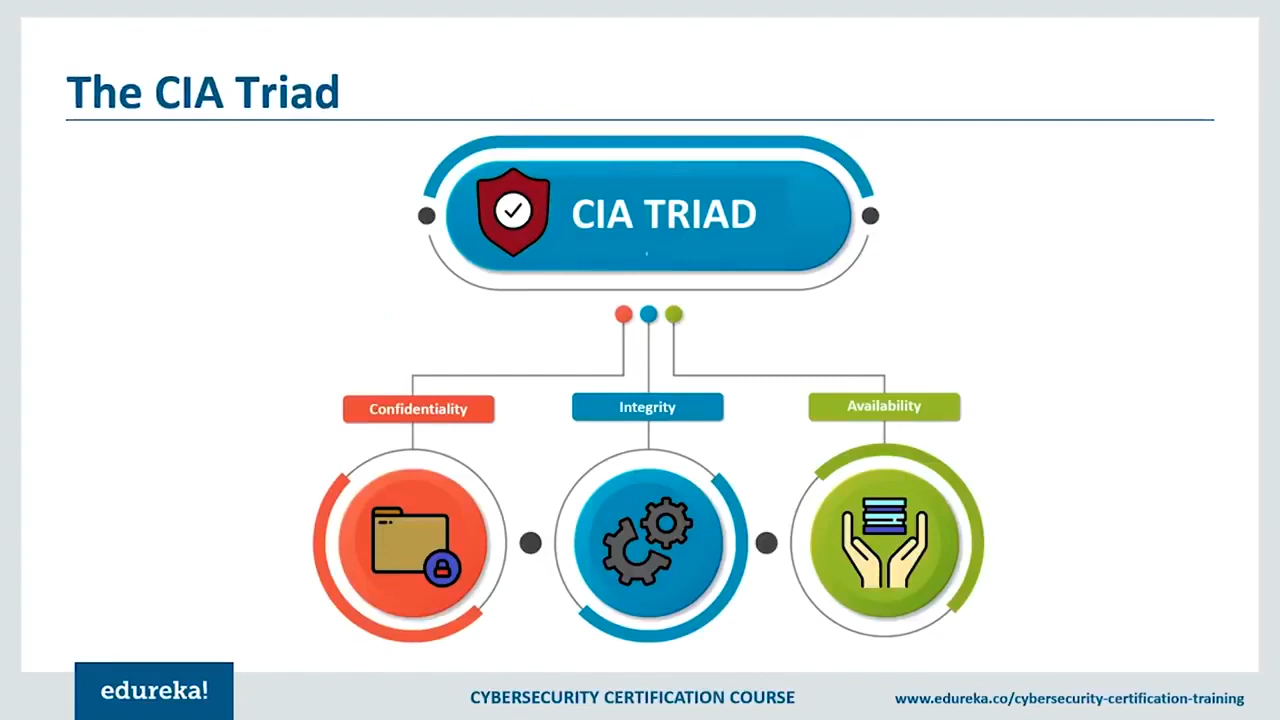 The CIA Triad
CIA TRIAD
Confidentiality
Integrity
Availability
edureka!
CYBERSECURITY CERTIFICATION COURSE
www.edureka.co/cybersecurity-certification-training